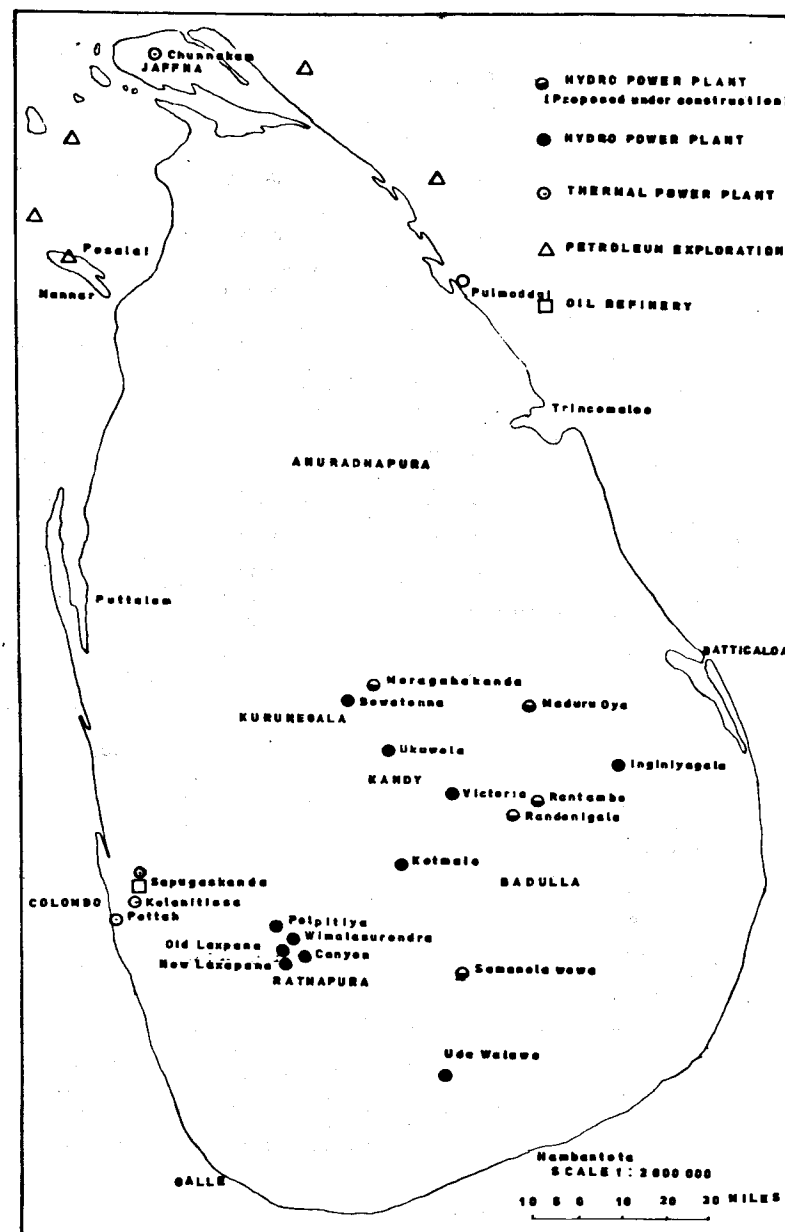 Chunnakam
JAFFNA
HYDRO POWER PLANT
(Proposed under construction)
HYDRO POWER PLANT
THERMAL POWER PLANT
PETROLEUM EXPLORATION
OIL REFINERY
Pesalai
Mannar
Pulmoddai
Trincomalee
ANURADHAPURA
Puttalam
BATTICALOA
Moragahakanda
Bowatenna
Maduru Oya
KURUNEGALA
Ukuwela
Inginiyagala
KANDY
Victoria
Rantambe
Randenigala
Kotmale
Sapugaskanda
BADULLA
COLOMBO
Kelanitissa
Pettah
Polpitiya
Wimalasurendra
Old Laxpana
Canyon
New Laxapana
RATNAPURA
Samanala wewa
Uda Walawe
Hambantota
SCALE 1 : 2600 000
GALLE
10 5 0 10 20 30 MILES